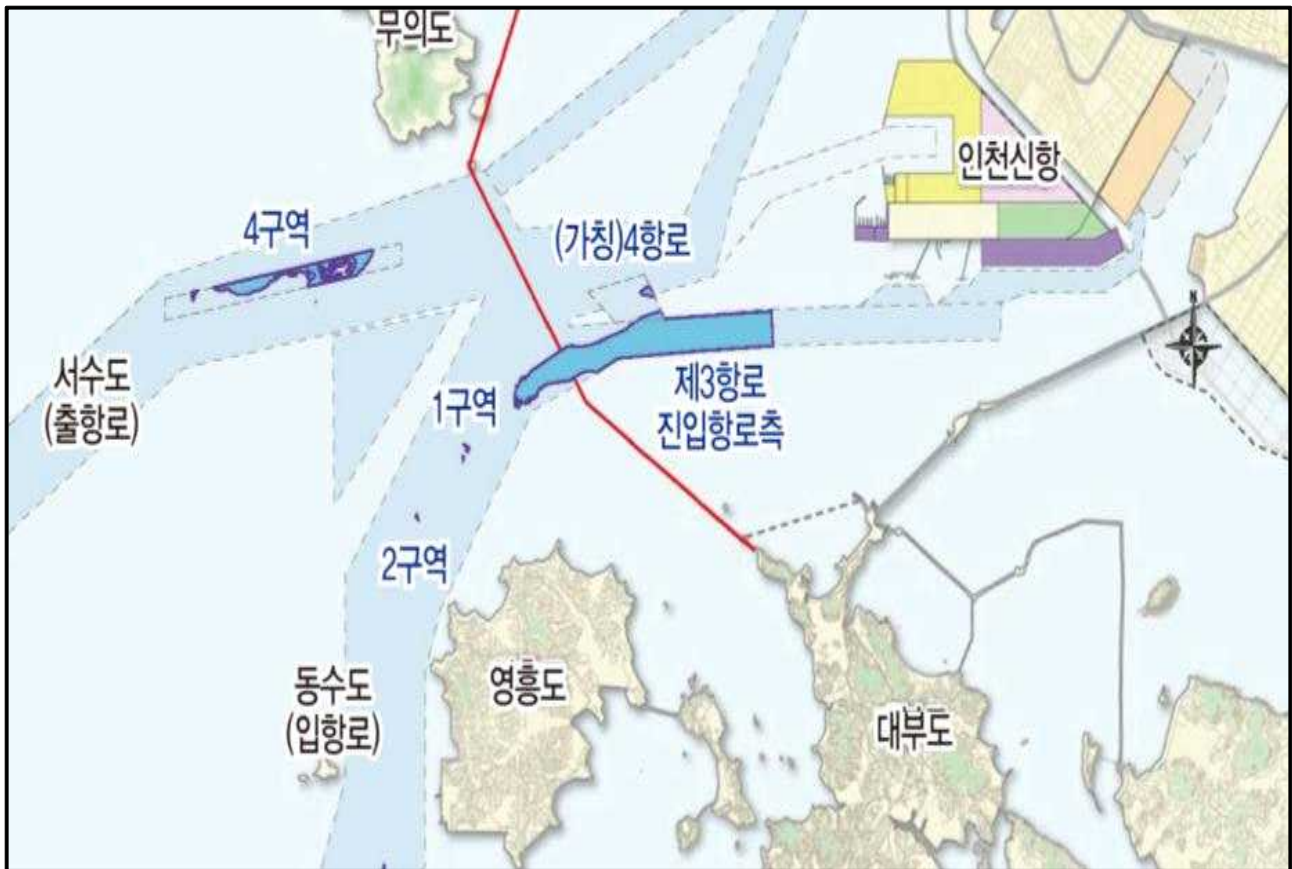 무의도
인천신항
4구역
(가칭)4항로
N
서수도
(출항로)
1구역
제3항로
진입항로측
2구역
동수도
(입항로)
영흥도
대부도